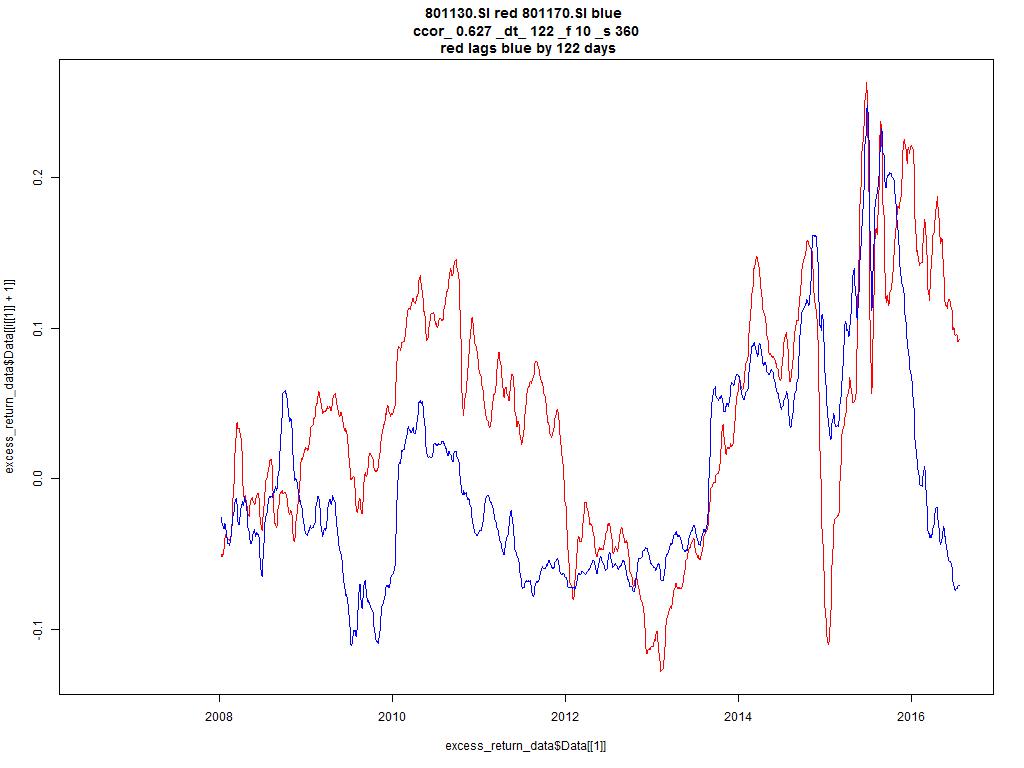 801130.SI red 801170.SI blue
ccor_ 0.627 _dt_ 122 _f 10 _s 360
red lags blue by 122 days
0.2
0.1
0.0
-0.1
excess_return_data$Data[[i[1]] + 1]]
2008 2010 2012 2014 2016
excess_return_data$Data[[1]]